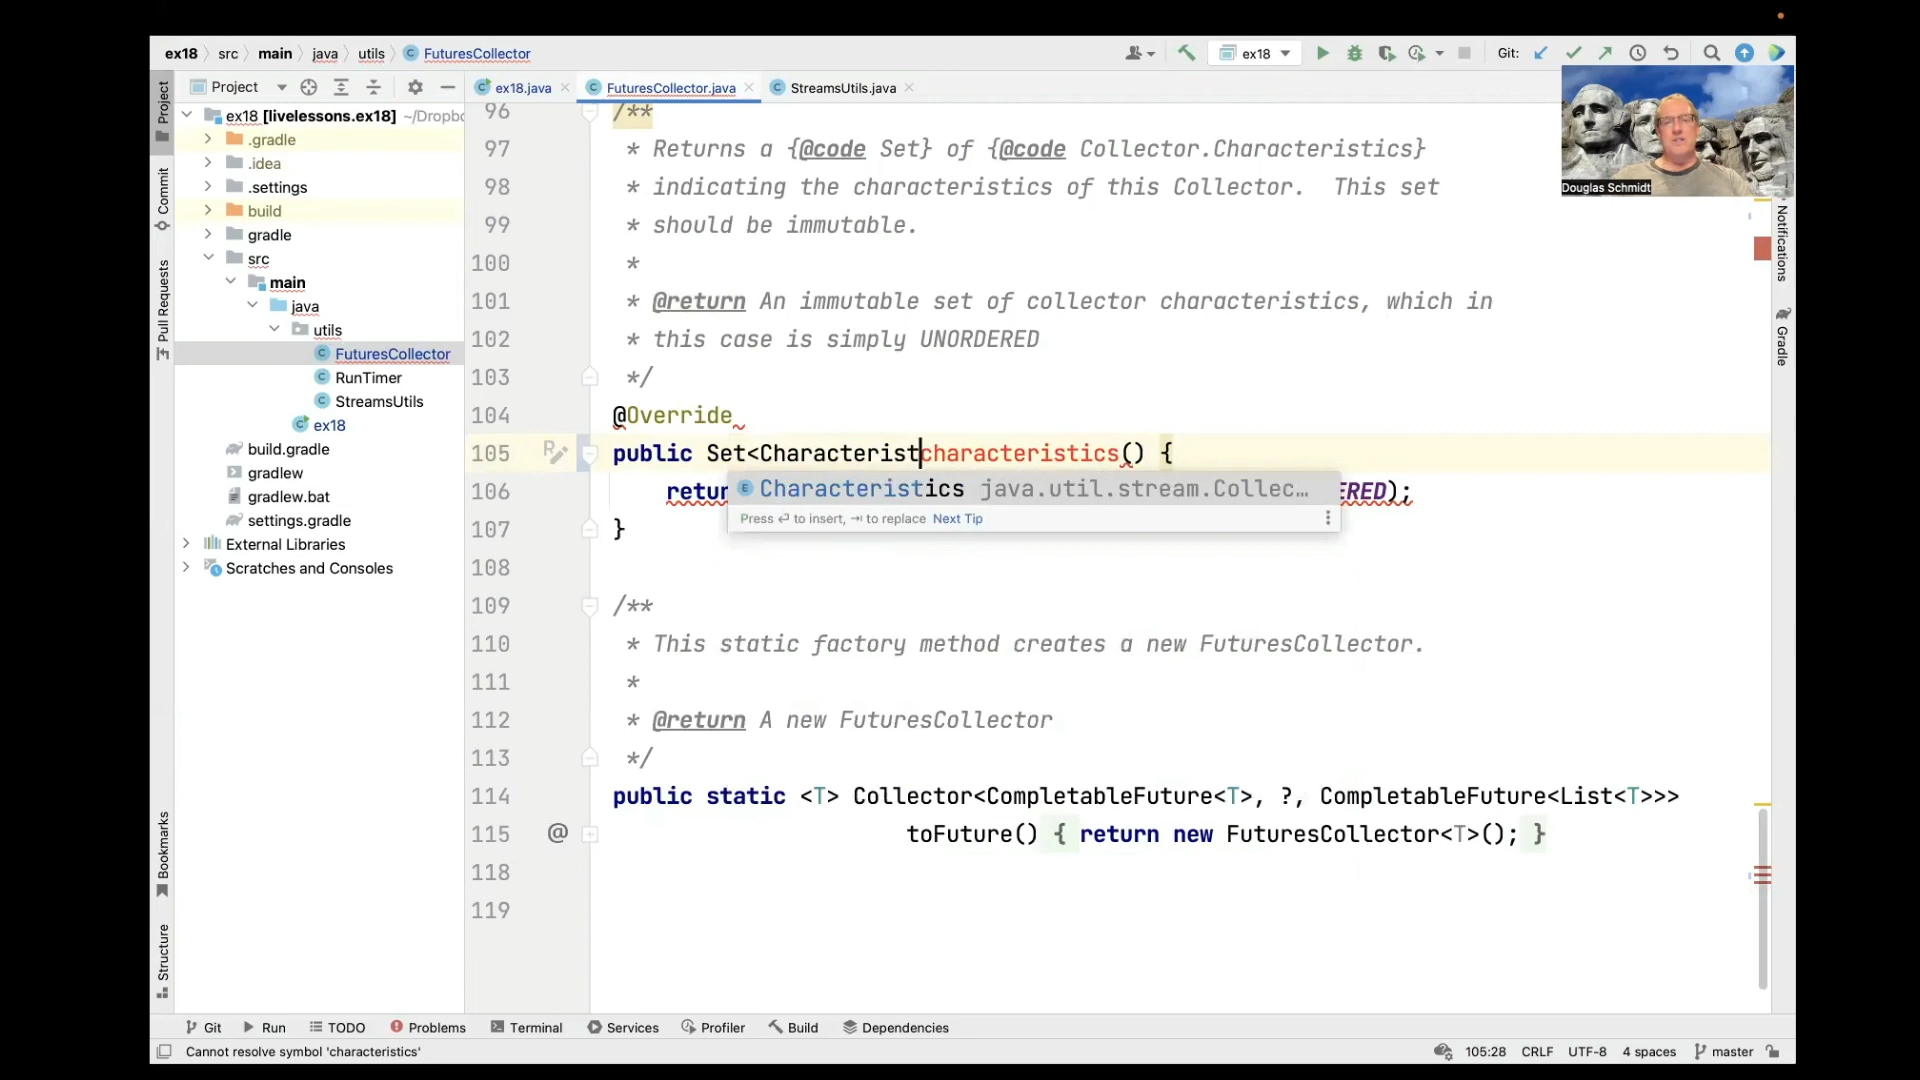 ex18 src main java utils FuturesCollector
ex18
Git:
Project
ex18.java
FuturesCollector.java
StreamsUtils.java
Douglas Schmidt
Project
Commit
Pull Requests
Bookmarks
Structure
ex18 [livelessons.ex18] ~/Dropbo
.gradle
.idea
.settings
build
gradle
src
main
java
utils
FuturesCollector
RunTimer
StreamsUtils
ex18
build.gradle
gradlew
gradlew.bat
settings.gradle
External Libraries
Scratches and Consoles
96 /**
97 * Returns a {@code Set} of {@code Collector.Characteristics}
98 * indicating the characteristics of this Collector. This set
99 * should be immutable.
100 *
101 * @return An immutable set of collector characteristics, which in
102 * this case is simply UNORDERED
103 */
104 @Override
105 public Set<Characteristcharacteristics() {
106 retur ERED);
Characteristics java.util.stream.Collec...
Press ⏎ to insert, ⇥ to replace Next Tip
107 }
108
109 /**
110 * This static factory method creates a new FuturesCollector.
111 *
112 * @return A new FuturesCollector
113 */
114 public static <T> Collector<CompletableFuture<T>, ?, CompletableFuture<List<T>>>
115 @ toFuture() { return new FuturesCollector<T>(); }
118
119
Notifications
Gradle
Git Run TODO Problems Terminal Services Profiler Build Dependencies
Cannot resolve symbol 'characteristics'
105:28 CRLF UTF-8 4 spaces master